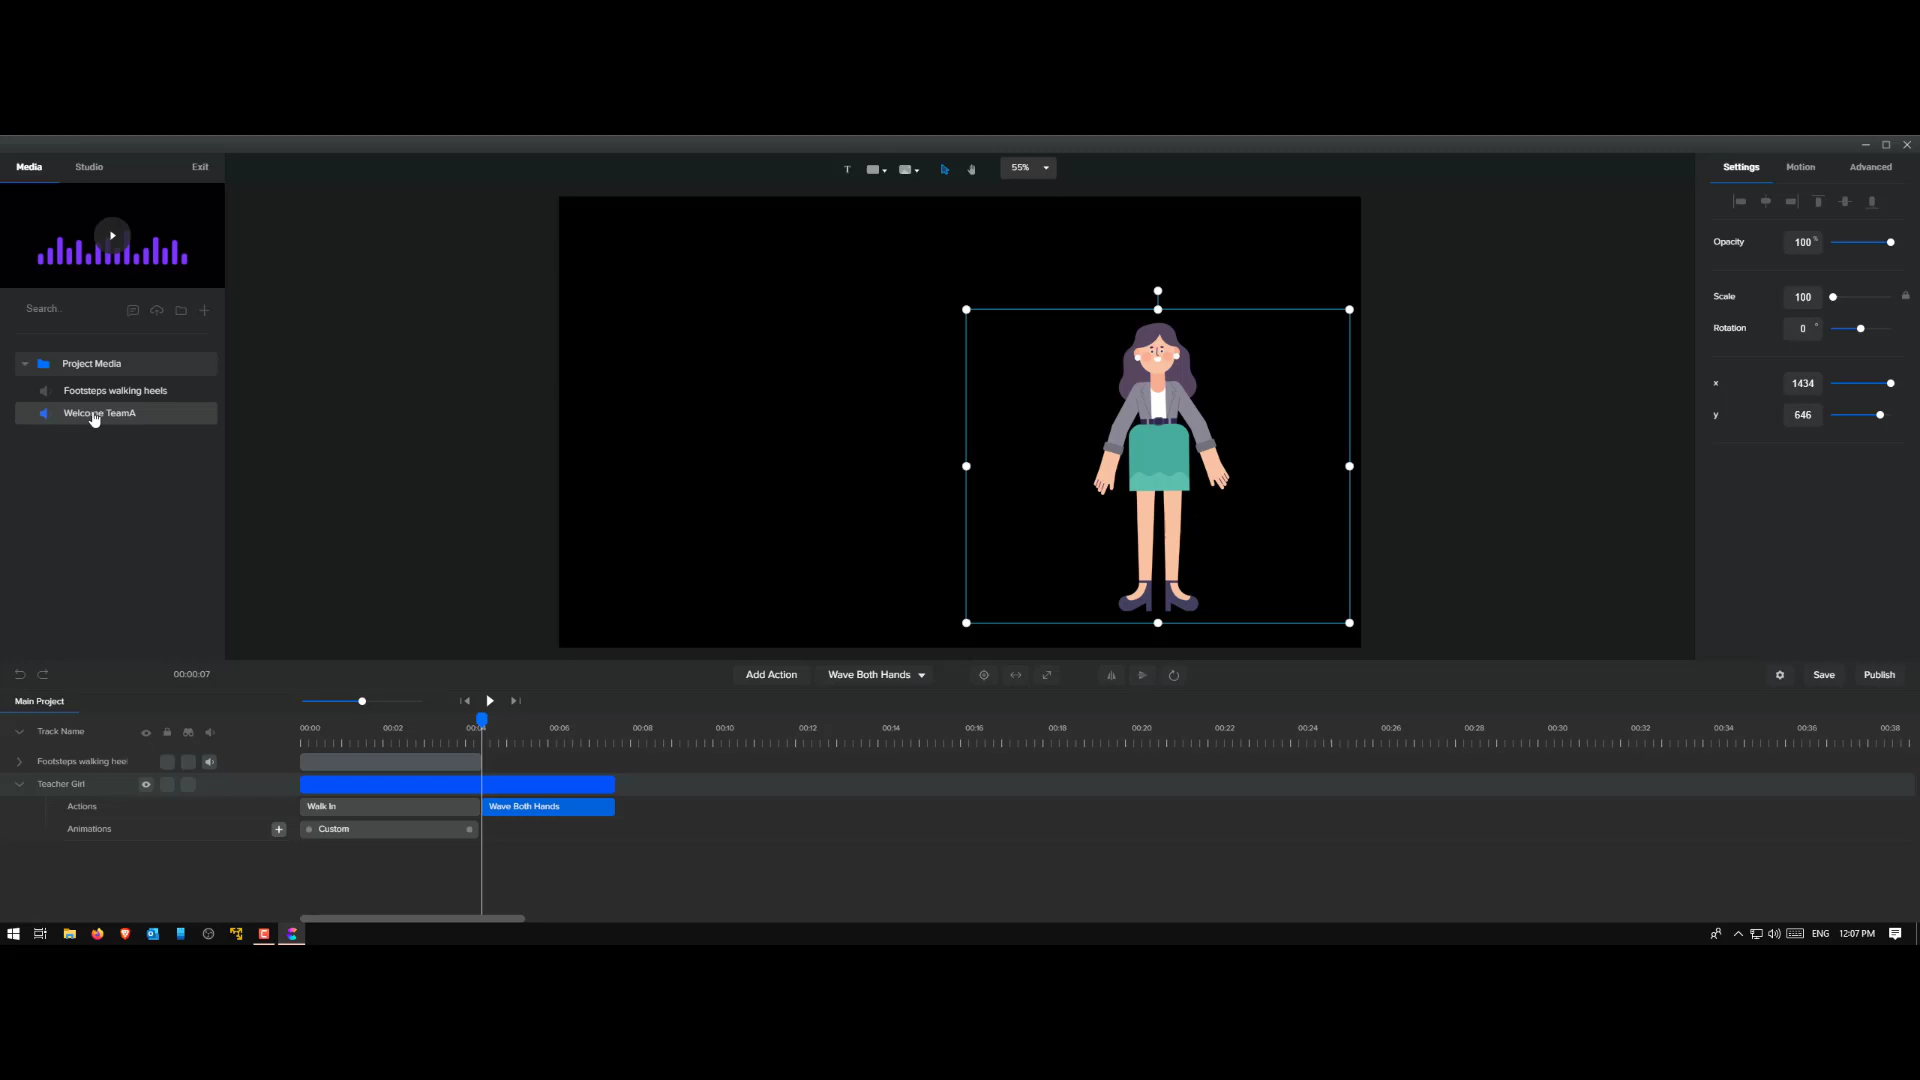 Media Studio Exit
T 55%
Settings Motion Advanced
Opacity 100 %
Scale 100
Rotation 0 °
x 1434
y 646
Search..
Project Media
Footsteps walking heels
Welcome TeamA
00:00:07
Add Action Wave Both Hands
Save Publish
Main Project
Track Name
00:00 00:02 00:04 00:06 00:08 00:10 00:12 00:14 00:16 00:18 00:20 00:22 00:24 00:26 00:28 00:30 00:32 00:34 00:36 00:38
Footsteps walking heel
Teacher Girl
Actions Walk In Wave Both Hands
Animations + Custom
ENG 12:07 PM